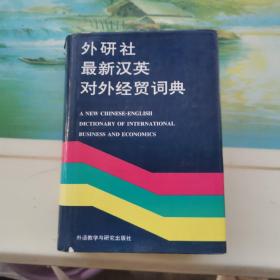 外研社
最新汉英
对外经贸词典
A NEW CHINESE-ENGLISH
DICTIONARY OF INTERNATIONAL
BUSINESS AND ECONOMICS
外语教学与研究出版社